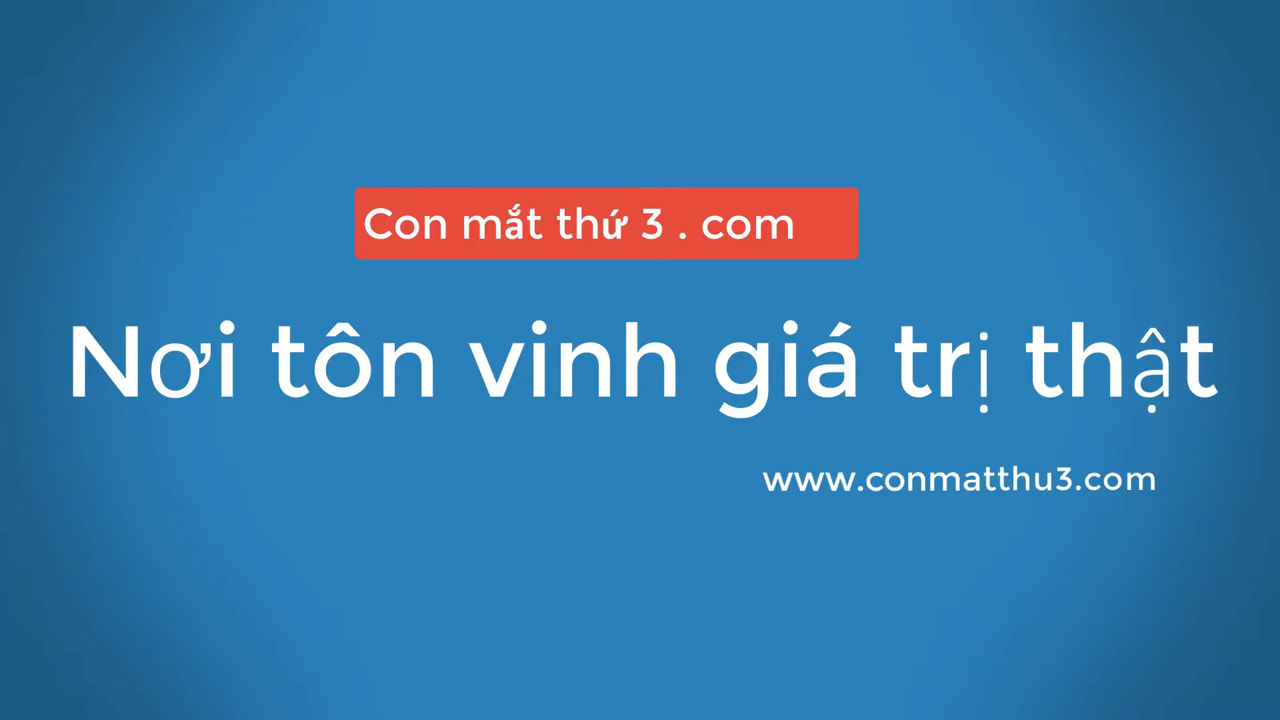 Con mắt thứ 3 . com
Nơi tôn vinh giá trị thật
www.conmatthu3.com